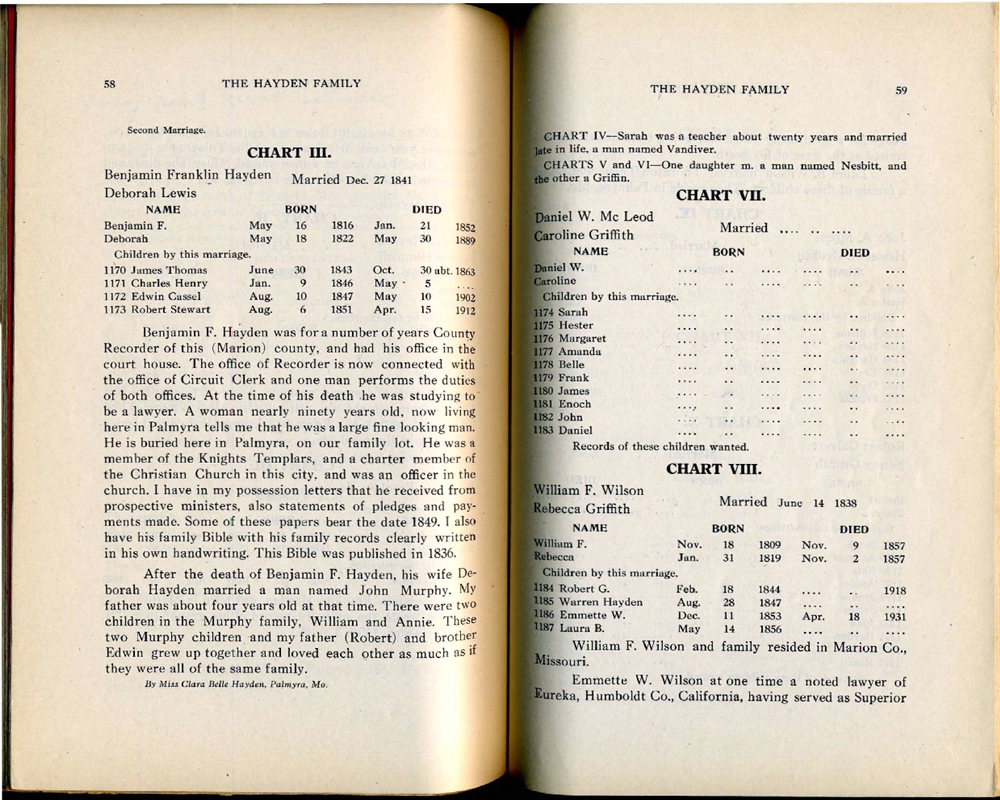 58 THE HAYDEN FAMILY
Second Marriage.
CHART III.
Benjamin Franklin Hayden Married Dec. 27 1841
Deborah Lewis
NAME BORN DIED
Benjamin F. May 16 1816 Jan. 21 1852
Deborah May 18 1822 May 30 1889
Children by this marriage.
1170 James Thomas June 30 1843 Oct. 30 abt. 1863
1171 Charles Henry Jan. 9 1846 May 5 ....
1172 Edwin Cassel Aug. 10 1847 May 10 1902
1173 Robert Stewart Aug. 6 1851 Apr. 15 1912
Benjamin F. Hayden was for a number of years County
Recorder of this (Marion) county, and had his office in the
court house. The office of Recorder is now connected with
the office of Circuit Clerk and one man performs the duties
of both offices. At the time of his death he was studying to
be a lawyer. A woman nearly ninety years old, now living
here in Palmyra tells me that he was a large fine looking man.
He is buried here in Palmyra, on our family lot. He was a
member of the Knights Templars, and a charter member of
the Christian Church in this city, and was an officer in the
church. I have in my possession letters that he received from
prospective ministers, also statements of pledges and pay-
ments made. Some of these papers bear the date 1849. I also
have his family Bible with his family records clearly written
in his own handwriting. This Bible was published in 1836.
After the death of Benjamin F. Hayden, his wife De-
borah Hayden married a man named John Murphy. My
father was about four years old at that time. There were two
children in the Murphy family, William and Annie. These
two Murphy children and my father (Robert) and brother
Edwin grew up together and loved each other as much as if
they were all of the same family.
By Miss Clara Belle Hayden, Palmyra, Mo.
THE HAYDEN FAMILY 59
CHART IV—Sarah was a teacher about twenty years and married
late in life, a man named Vandiver.
CHARTS V and VI—One daughter m. a man named Nesbitt, and
the other a Griffin.
CHART VII.
Daniel W. Mc Leod
Married .... .. ....
Caroline Griffith
NAME BORN DIED
Daniel W. .... .. .... .... .. ....
Caroline .... .. .... .... .. ....
Children by this marriage.
1174 Sarah .... .. .... .... .. ....
1175 Hester .... .. .... .... .. ....
1176 Margaret .... .. .... .... .. ....
1177 Amanda .... .. .... .... .. ....
1178 Belle .... .. .... .... .. ....
1179 Frank .... .. .... .... .. ....
1180 James .... .. .... .... .. ....
1181 Enoch .... .. .... .... .. ....
1182 John .... .. .... .... .. ....
1183 Daniel .... .. .... .... .. ....
Records of these children wanted.
CHART VIII.
William F. Wilson
Married June 14 1838
Rebecca Griffith
NAME BORN DIED
William F. Nov. 18 1809 Nov. 9 1857
Rebecca Jan. 31 1819 Nov. 2 1857
Children by this marriage.
1184 Robert G. Feb. 18 1844 .... .. 1918
1185 Warren Hayden Aug. 28 1847 .... .. ....
1186 Emmette W. Dec. 11 1853 Apr. 18 1931
1187 Laura B. May 14 1856 .... .. ....
William F. Wilson and family resided in Marion Co.,
Missouri.
Emmette W. Wilson at one time a noted lawyer of
Eureka, Humboldt Co., California, having served as Superior